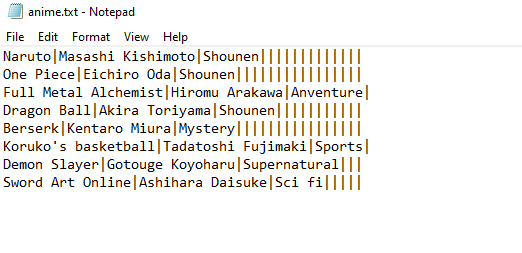 anime.txt - Notepad
File Edit Format View Help
Naruto|Masashi Kishimoto|Shounen|||||||||||||
One Piece|Eichiro Oda|Shounen||||||||||||||||
Full Metal Alchemist|Hiromu Arakawa|Anventure|
Dragon Ball|Akira Toriyama|Shounen|||||||||||
Berserk|Kentaro Miura|Mystery||||||||||||||||
Koruko's basketball|Tadatoshi Fujimaki|Sports|
Demon Slayer|Gotouge Koyoharu|Supernatural|||
Sword Art Online|Ashihara Daisuke|Sci fi|||||